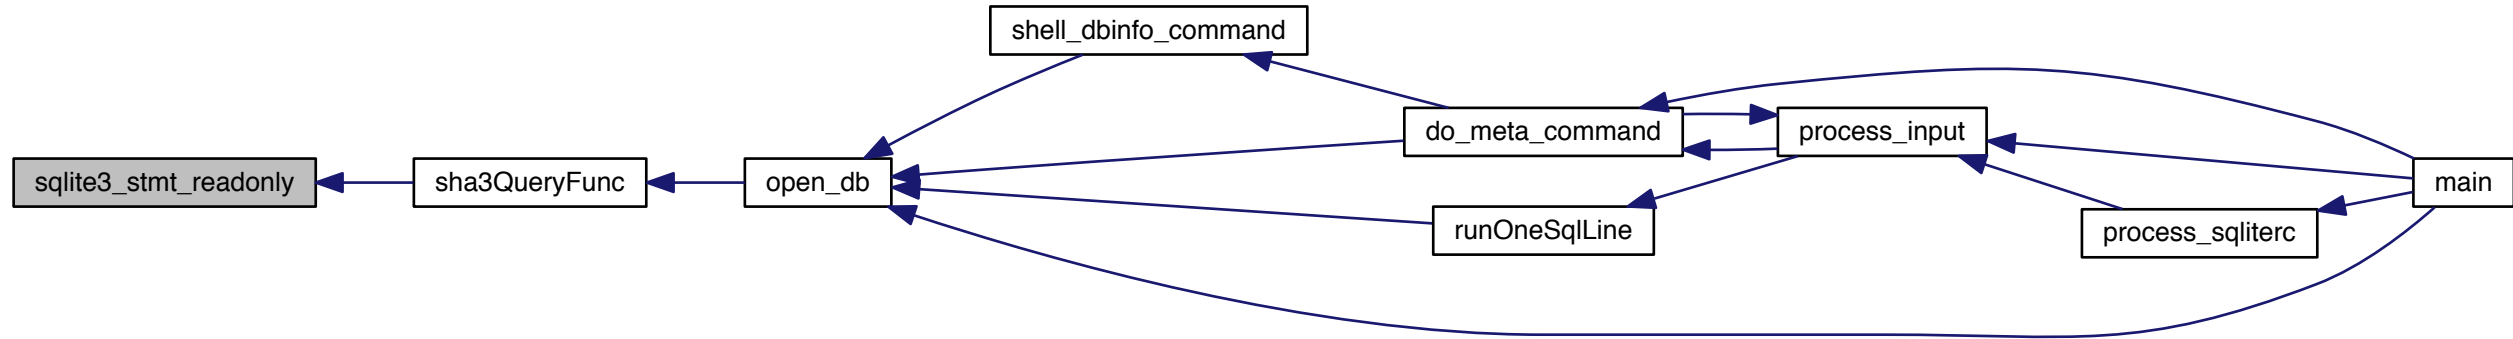 shell_dbinfo_command
do_meta_command
process_input
sqlite3_stmt_readonly
sha3QueryFunc
open_db
main
runOneSqlLine
process_sqliterc